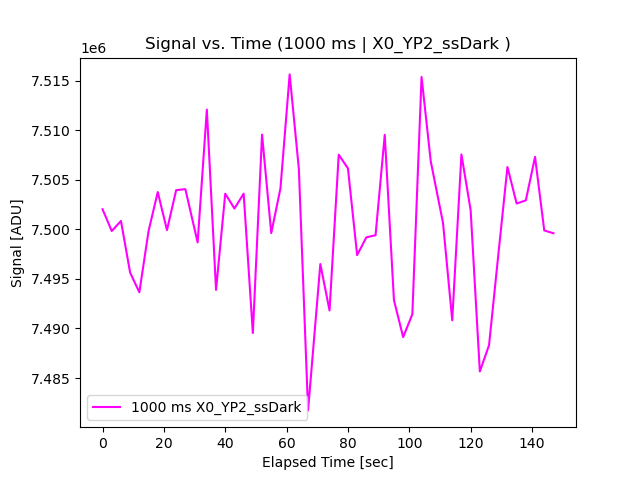 Signal vs. Time (1000 ms | X0_YP2_ssDark )
1e6
7.515
7.510
7.505
7.500
7.495
7.490
7.485
Signal [ADU]
1000 ms X0_YP2_ssDark
0 20 40 60 80 100 120 140
Elapsed Time [sec]